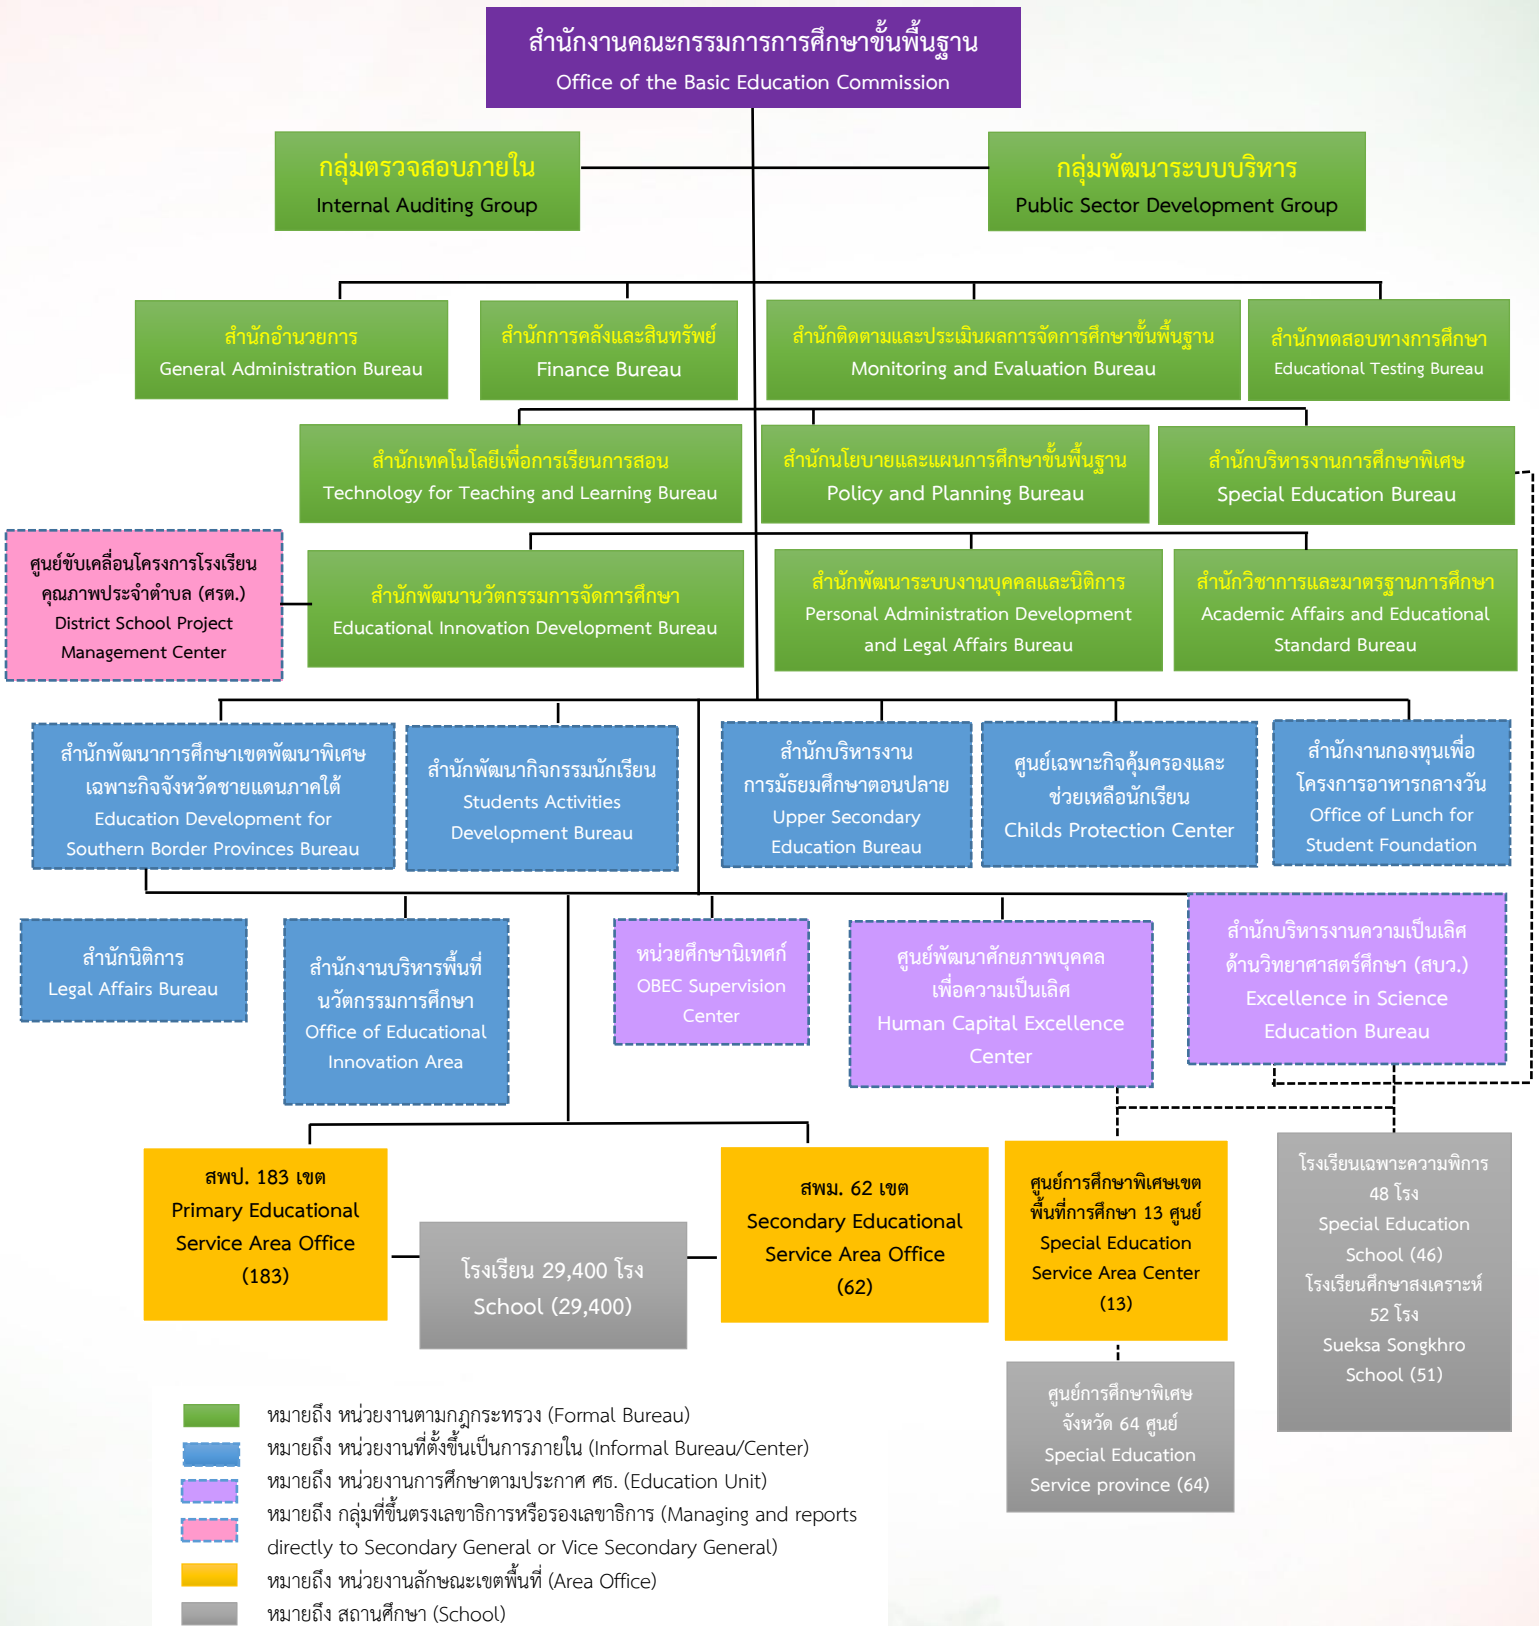 สำนักงานคณะกรรมการการศึกษาขั้นพื้นฐาน
Office of the Basic Education Commission
กลุ่มตรวจสอบภายใน
Internal Auditing Group
กลุ่มพัฒนาระบบบริหาร
Public Sector Development Group
สำนักอำนวยการ
General Administration Bureau
สำนักการคลังและสินทรัพย์
Finance Bureau
สำนักติดตามและประเมินผลการจัดการศึกษาขั้นพื้นฐาน
Monitoring and Evaluation Bureau
สำนักทดสอบทางการศึกษา
Educational Testing Bureau
สำนักเทคโนโลยีเพื่อการเรียนการสอน
Technology for Teaching and Learning Bureau
สำนักนโยบายและแผนการศึกษาขั้นพื้นฐาน
Policy and Planning Bureau
สำนักบริหารงานการศึกษาพิเศษ
Special Education Bureau
ศูนย์ขับเคลื่อนโครงการโรงเรียน
คุณภาพประจำตำบล (ศรต.)
District School Project
Management Center
สำนักพัฒนานวัตกรรมการจัดการศึกษา
Educational Innovation Development Bureau
สำนักพัฒนาระบบงานบุคคลและนิติการ
Personal Administration Development
and Legal Affairs Bureau
สำนักวิชาการและมาตรฐานการศึกษา
Academic Affairs and Educational
Standard Bureau
สำนักพัฒนาการศึกษาเขตพัฒนาพิเศษ
เฉพาะกิจจังหวัดชายแดนภาคใต้
Education Development for
Southern Border Provinces Bureau
สำนักพัฒนากิจกรรมนักเรียน
Students Activities
Development Bureau
สำนักบริหารงาน
การมัธยมศึกษาตอนปลาย
Upper Secondary
Education Bureau
ศูนย์เฉพาะกิจคุ้มครองและ
ช่วยเหลือนักเรียน
Childs Protection Center
สำนักงานกองทุนเพื่อ
โครงการอาหารกลางวัน
Office of Lunch for
Student Foundation
สำนักนิติการ
Legal Affairs Bureau
สำนักงานบริหารพื้นที่
นวัตกรรมการศึกษา
Office of Educational
Innovation Area
หน่วยศึกษานิเทศก์
OBEC Supervision
Center
ศูนย์พัฒนาศักยภาพบุคคล
เพื่อความเป็นเลิศ
Human Capital Excellence
Center
สำนักบริหารงานความเป็นเลิศ
ด้านวิทยาศาสตร์ศึกษา (สบว.)
Excellence in Science
Education Bureau
สพป. 183 เขต
Primary Educational
Service Area Office
(183)
โรงเรียน 29,400 โรง
School (29,400)
สพม. 62 เขต
Secondary Educational
Service Area Office
(62)
ศูนย์การศึกษาพิเศษเขต
พื้นที่การศึกษา 13 ศูนย์
Special Education
Service Area Center
(13)
โรงเรียนเฉพาะความพิการ
48 โรง
Special Education
School (46)
โรงเรียนศึกษาสงเคราะห์
52 โรง
Sueksa Songkhro
School (51)
ศูนย์การศึกษาพิเศษ
จังหวัด 64 ศูนย์
Special Education
Service province (64)
หมายถึง หน่วยงานตามกฎกระทรวง (Formal Bureau)
หมายถึง หน่วยงานที่ตั้งขึ้นเป็นการภายใน (Informal Bureau/Center)
หมายถึง หน่วยงานการศึกษาตามประกาศ ศธ. (Education Unit)
หมายถึง กลุ่มที่ขึ้นตรงเลขาธิการหรือรองเลขาธิการ (Managing and reports
directly to Secondary General or Vice Secondary General)
หมายถึง หน่วยงานลักษณะเขตพื้นที่ (Area Office)
หมายถึง สถานศึกษา (School)